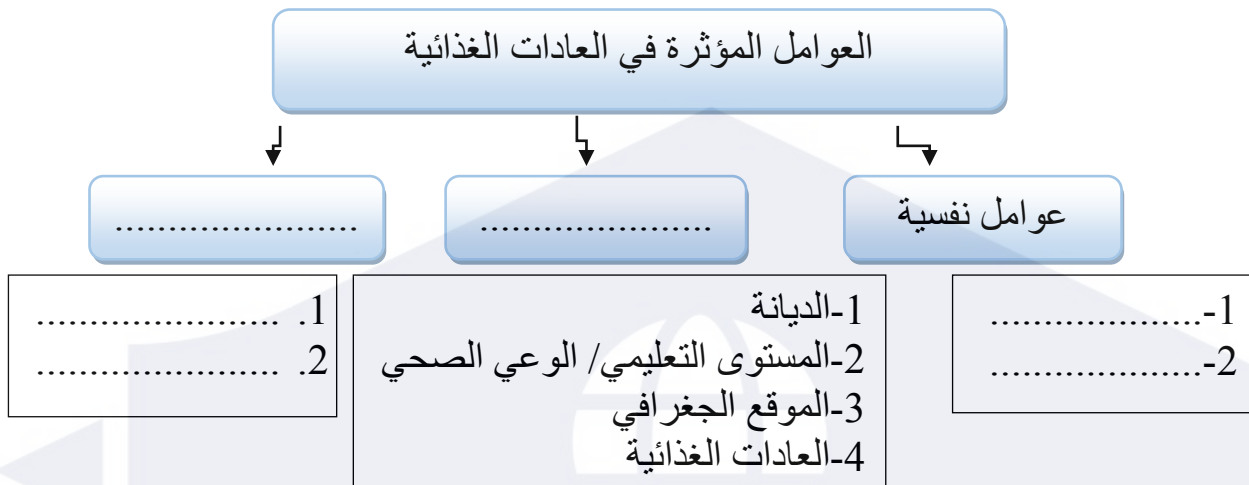 العوامل المؤثرة في العادات الغذائية
عوامل نفسية
......................
......................
1-....................
2-....................
1-الديانة
2-المستوى التعليمي/ الوعي الصحي
3-الموقع الجغرافي
4-العادات الغذائية
1. ......................
2. ......................